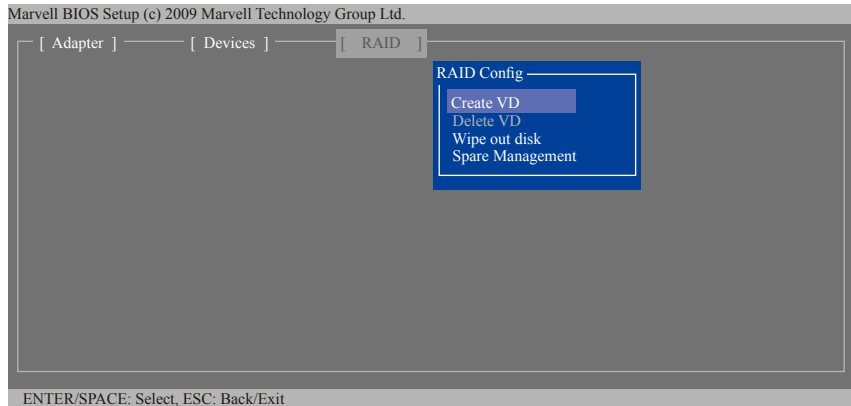 Marvell BIOS Setup (c) 2009 Marvell Technology Group Ltd.
[ Adapter ] [ Devices ] [ RAID ]
RAID Config
Create VD
Delete VD
Wipe out disk
Spare Management
ENTER/SPACE: Select, ESC: Back/Exit